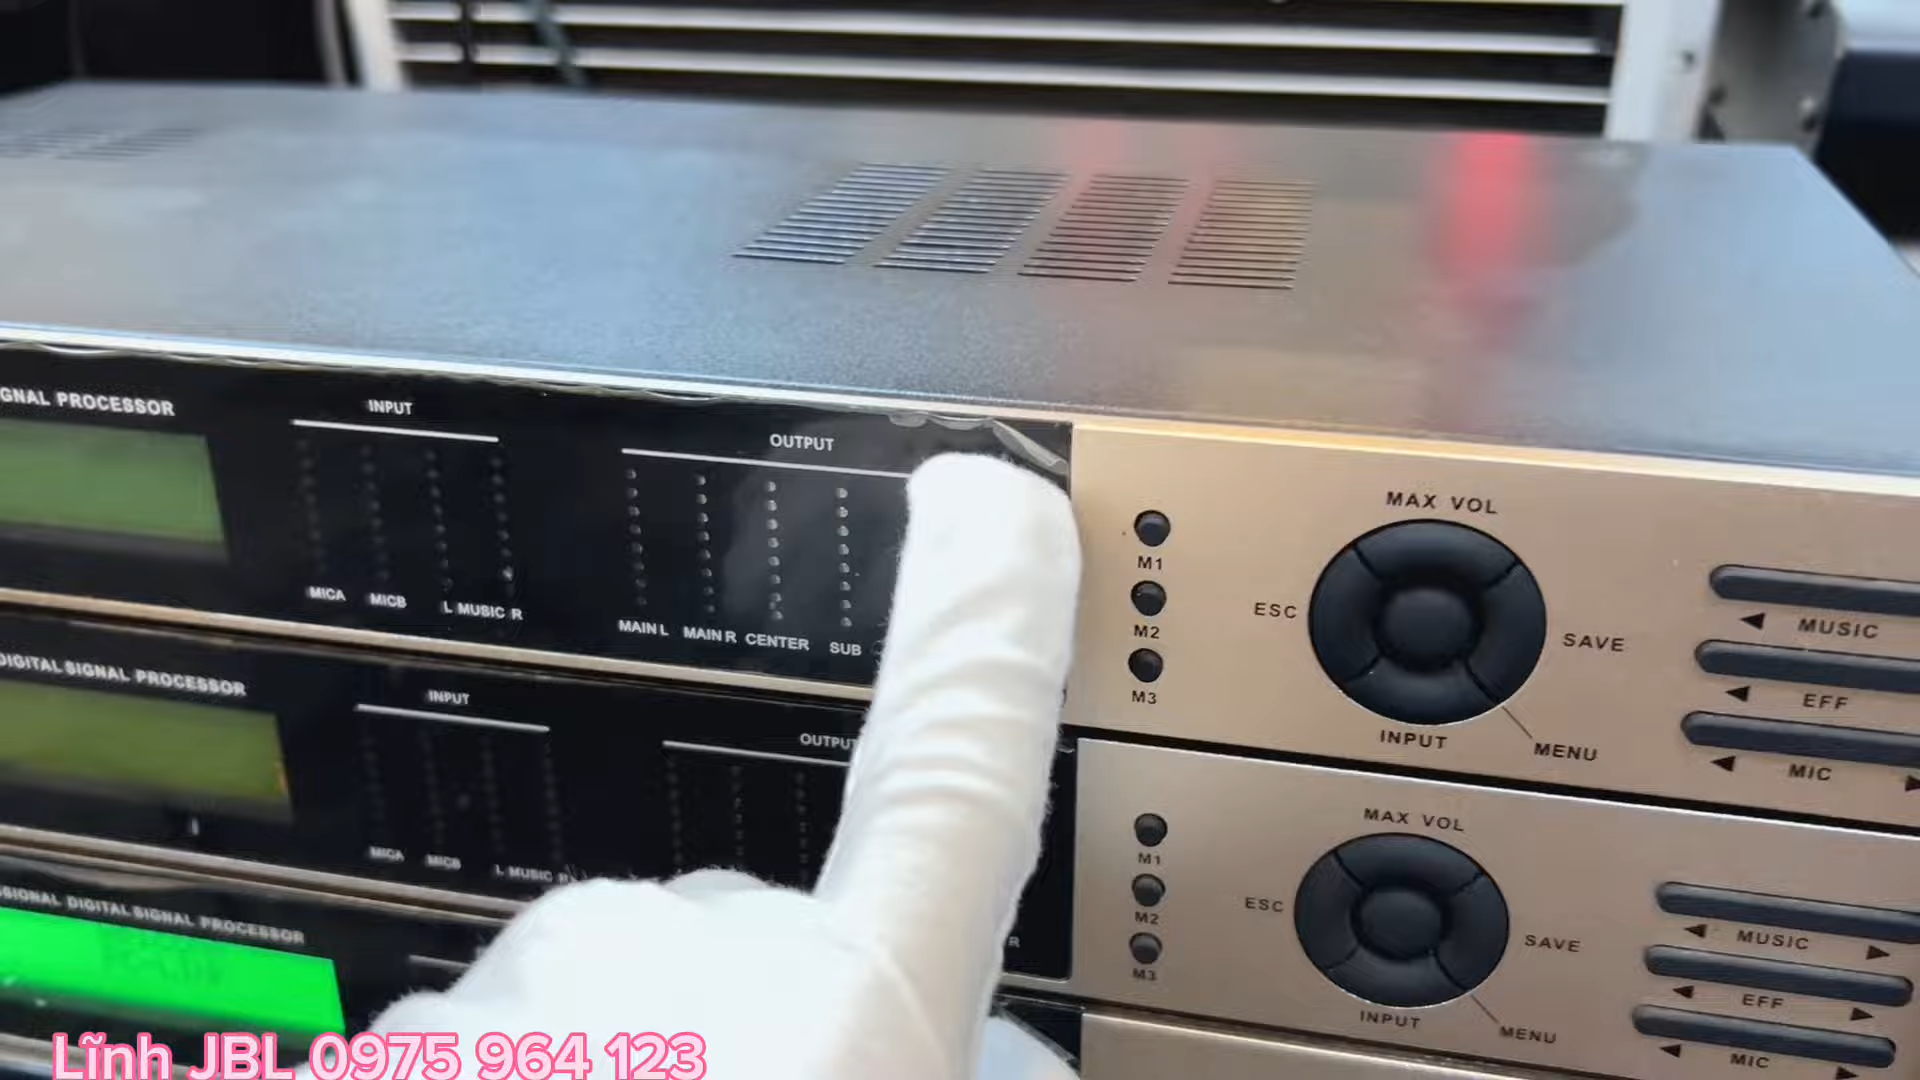 GNAL PROCESSOR
INPUT
OUTPUT
MICA MICB L MUSIC R
MAIN L MAIN R CENTER SUB
M1
M2
M3
MAX VOL
ESC
SAVE
INPUT
MENU
◀ MUSIC
◀ EFF
◀ MIC ▶
DIGITAL SIGNAL PROCESSOR
INPUT
OUTPUT
MICA MICB L MUSIC R
R
M1
M2
M3
MAX VOL
ESC
SAVE
INPUT
MENU
◀ MUSIC ▶
◀ EFF ▶
◀ MIC ▶
SSIONAL DIGITAL SIGNAL PROCESSOR
Lĩnh JBL 0975 964 123